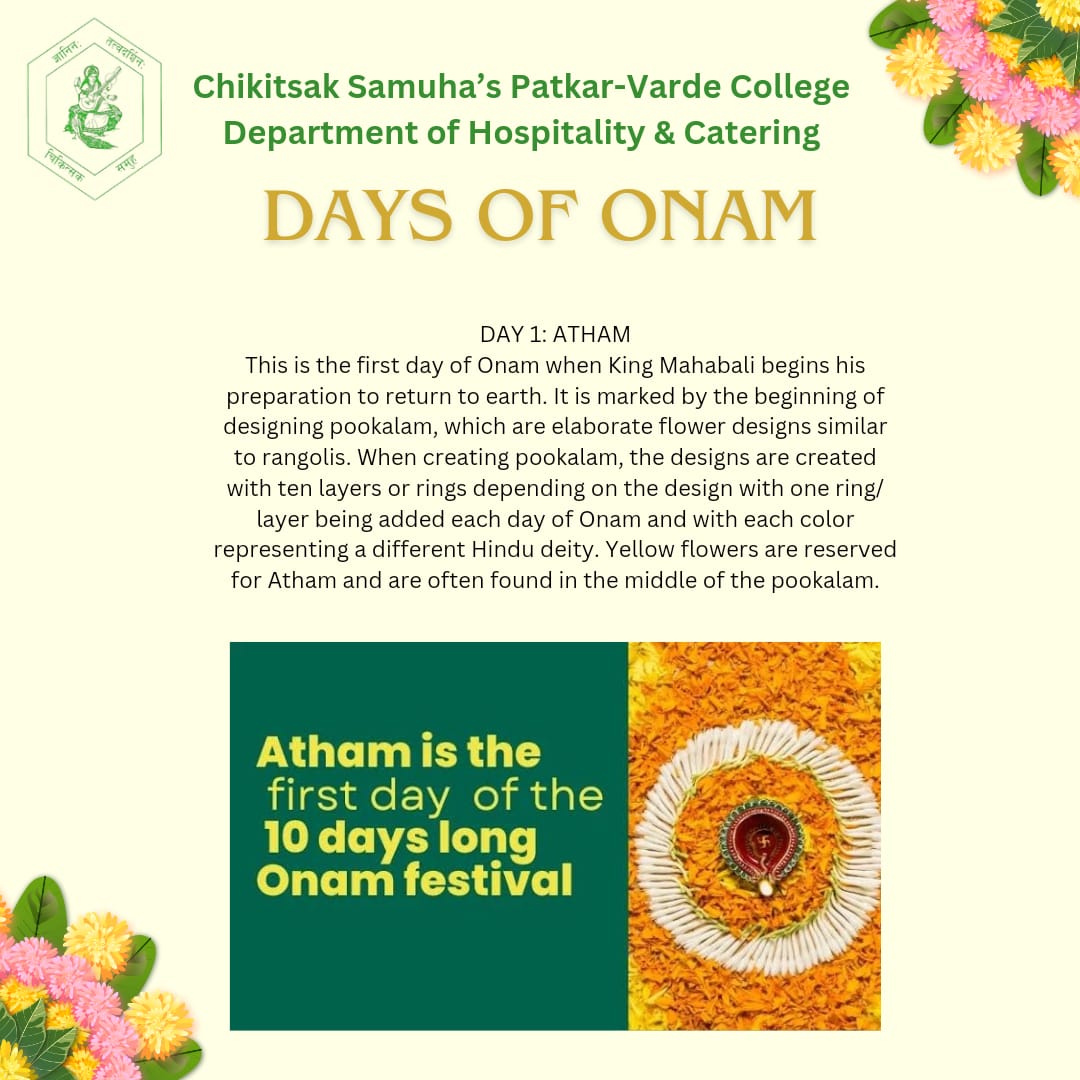 ज्ञानिन:
तत्वदर्शिन:
चिकित्सक
समुह
Chikitsak Samuha’s Patkar-Varde College
Department of Hospitality & Catering
DAYS OF ONAM
DAY 1: ATHAM
This is the first day of Onam when King Mahabali begins his
preparation to return to earth. It is marked by the beginning of
designing pookalam, which are elaborate flower designs similar
to rangolis. When creating pookalam, the designs are created
with ten layers or rings depending on the design with one ring/
layer being added each day of Onam and with each color
representing a different Hindu deity. Yellow flowers are reserved
for Atham and are often found in the middle of the pookalam.
Atham is the
first day of the
10 days long
Onam festival